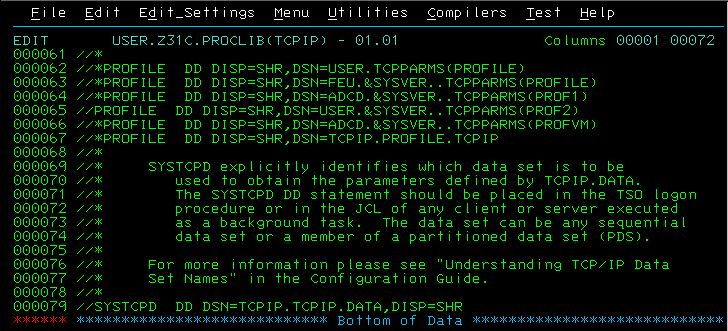 File  Edit  Edit_Settings  Menu  Utilities  Compilers  Test  Help
EDIT       USER.Z31C.PROCLIB(TCPIP) - 01.01                Columns 00001 00072
000061 //*
000062 //*PROFILE  DD DISP=SHR,DSN=USER.TCPPARMS(PROFILE)
000063 //*PROFILE  DD DISP=SHR,DSN=FEU.&SYSVER..TCPPARMS(PROFILE)
000064 //*PROFILE  DD DISP=SHR,DSN=ADCD.&SYSVER..TCPPARMS(PROF1)
000065 //PROFILE  DD DISP=SHR,DSN=USER.&SYSVER..TCPPARMS(PROF2)
000066 //*PROFILE  DD DISP=SHR,DSN=ADCD.&SYSVER..TCPPARMS(PROFVM)
000067 //*PROFILE  DD DISP=SHR,DSN=TCPIP.PROFILE.TCPIP
000068 //*
000069 //*     SYSTCPD explicitly identifies which data set is to be
000070 //*        used to obtain the parameters defined by TCPIP.DATA.
000071 //*        The SYSTCPD DD statement should be placed in the TSO logon
000072 //*        procedure or in the JCL of any client or server executed
000073 //*        as a background task.  The data set can be any sequential
000074 //*        data set or a member of a partitioned data set (PDS).
000075 //*
000076 //*     For more information please see "Understanding TCP/IP Data
000077 //*     Set Names" in the Configuration Guide.
000078 //*
000079 //SYSTCPD  DD DSN=TCPIP.TCPIP.DATA,DISP=SHR
****** **************************** Bottom of Data ****************************